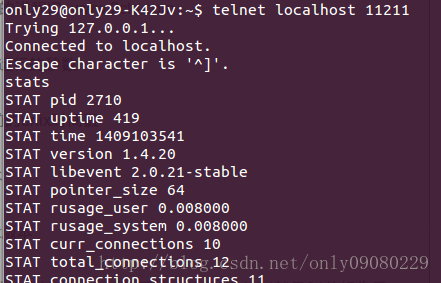 only29@only29-K42Jv:~$ telnet localhost 11211
Trying 127.0.0.1...
Connected to localhost.
Escape character is '^]'.
stats
STAT pid 2710
STAT uptime 419
STAT time 1409103541
STAT version 1.4.20
STAT libevent 2.0.21-stable
STAT pointer_size 64
STAT rusage_user 0.008000
STAT rusage_system 0.008000
STAT curr_connections 10
STAT total_connections 12
http://blog.csdn.net/only09080229
STAT connection_structures 11